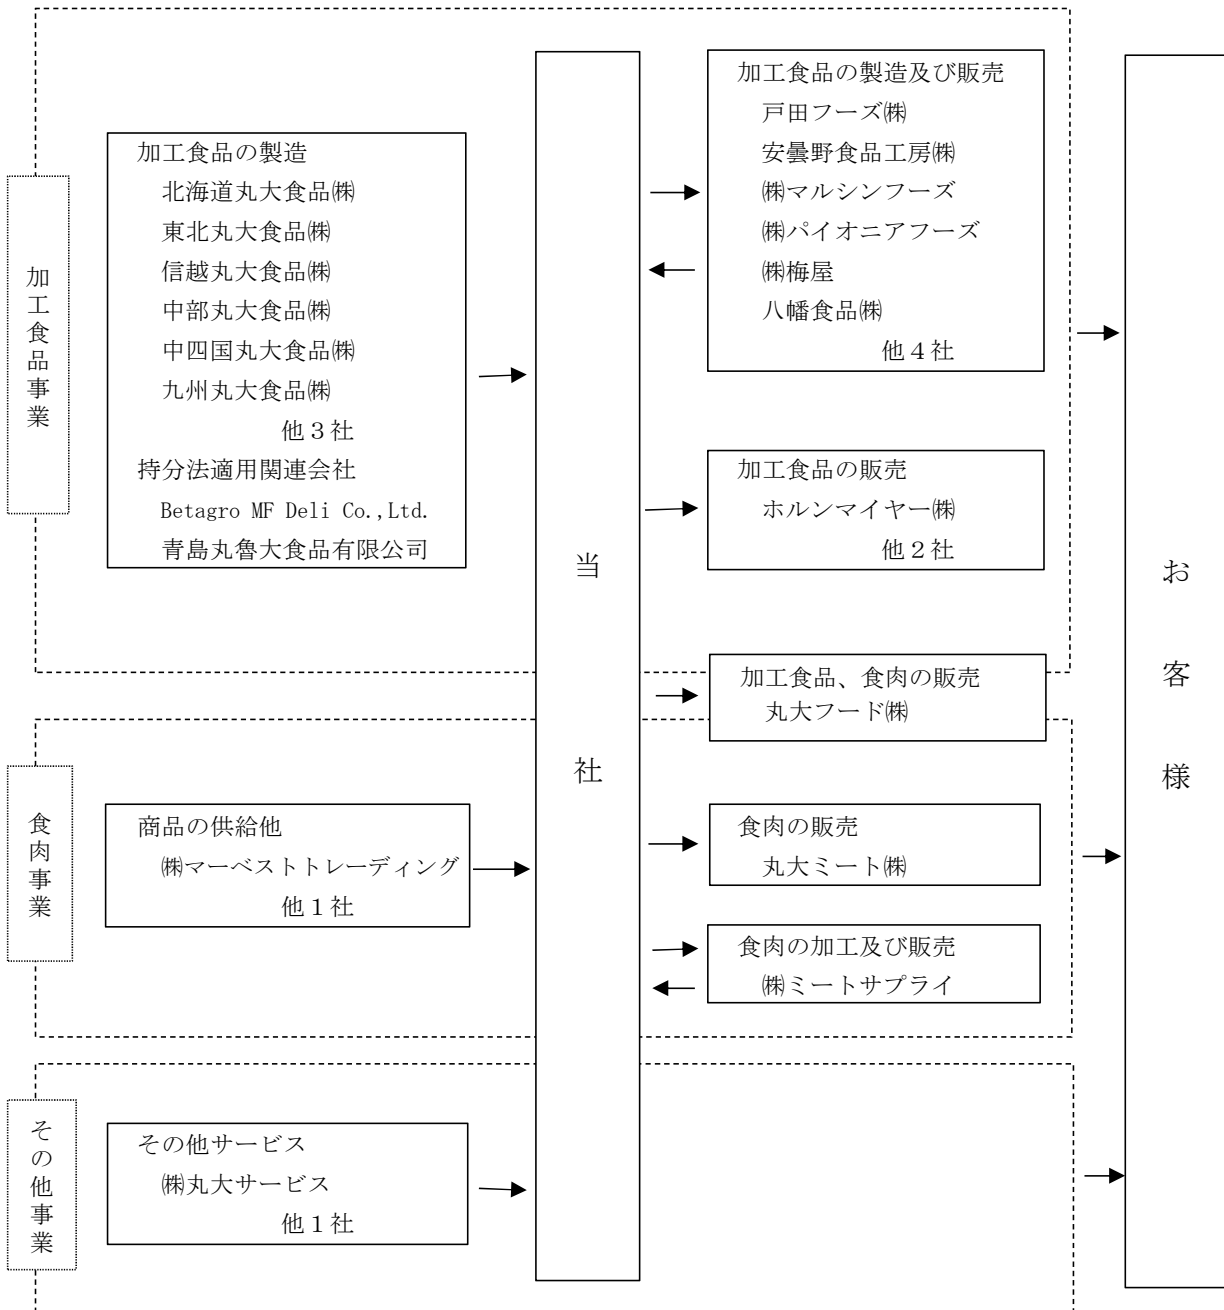 加工食品事業
加工食品の製造
北海道丸大食品㈱
東北丸大食品㈱
信越丸大食品㈱
中部丸大食品㈱
中四国丸大食品㈱
九州丸大食品㈱
他３社
持分法適用関連会社
Betagro MF Deli Co.,Ltd.
青島丸魯大食品有限公司
当社
加工食品の製造及び販売
戸田フーズ㈱
安曇野食品工房㈱
㈱マルシンフーズ
㈱パイオニアフーズ
㈱梅屋
八幡食品㈱
他４社
加工食品の販売
ホルンマイヤー㈱
他２社
加工食品、食肉の販売
丸大フード㈱
お客様
食肉事業
商品の供給他
㈱マーベストトレーディング
他１社
食肉の販売
丸大ミート㈱
食肉の加工及び販売
㈱ミートサプライ
その他事業
その他サービス
㈱丸大サービス
他１社